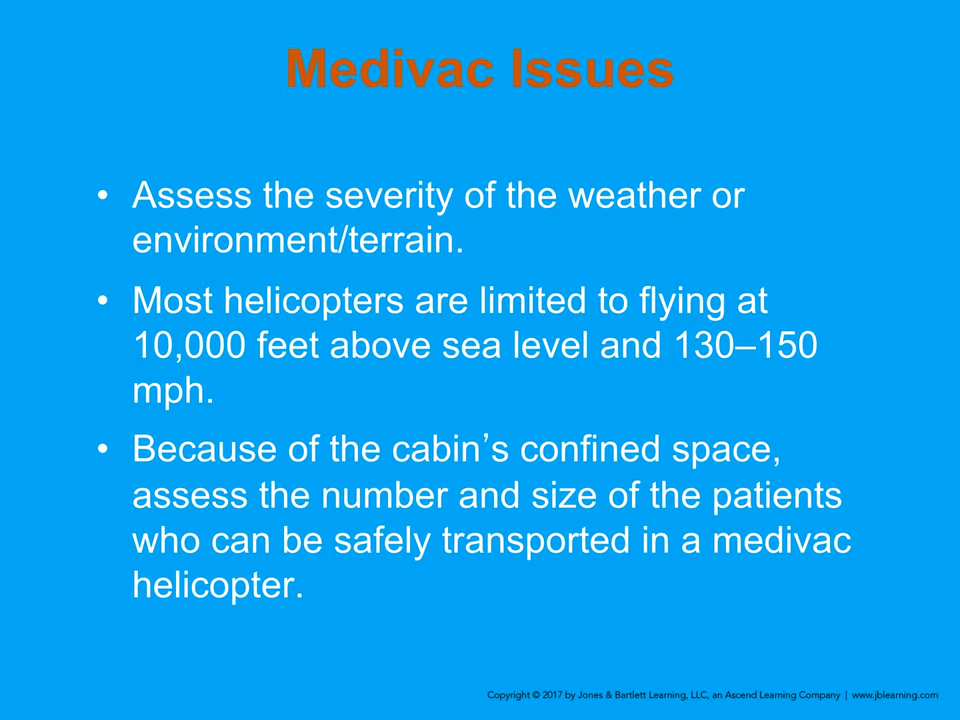 Medivac Issues
• Assess the severity of the weather or
environment/terrain.
• Most helicopters are limited to flying at
10,000 feet above sea level and 130–150
mph.
• Because of the cabin’s confined space,
assess the number and size of the patients
who can be safely transported in a medivac
helicopter.
Copyright © 2017 by Jones & Bartlett Learning, LLC, an Ascend Learning Company | www.jblearning.com